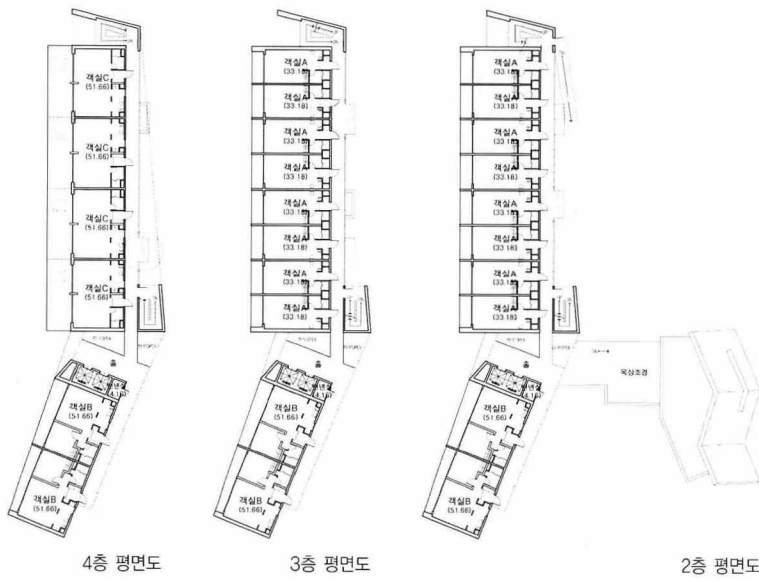 객실C
(51.66)
객실C
(51.66)
객실C
(51.66)
객실C
(51.66)
홀
객실B
(51.66)
객실B
(51.66)
4층 평면도
객실A
(33.18)
객실A
(33.18)
객실A
(33.18)
객실A
(33.18)
객실A
(33.18)
객실A
(33.18)
객실A
(33.18)
객실A
(33.18)
홀
객실B
(51.66)
객실B
(51.66)
3층 평면도
객실A
(33.18)
객실A
(33.18)
객실A
(33.18)
객실A
(33.18)
객실A
(33.18)
객실A
(33.18)
객실A
(33.18)
객실A
(33.18)
홀
옥상조경
객실B
(51.66)
객실B
(51.66)
2층 평면도